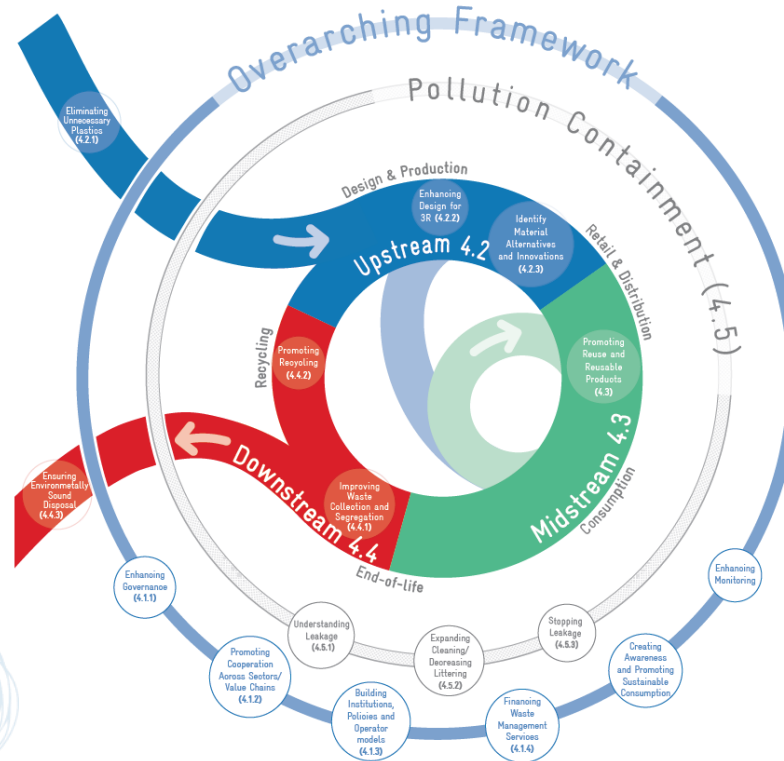 Overarching Framework
Pollution Containment (4.5)
Eliminating
Unnecessary
Plastics
(4.2.1)
Design & Production
Enhancing
Design for
3R (4.2.2)
Identify
Material
Alternatives
and Innovations
(4.2.3)
Upstream 4.2
Retail & Distribution
Recycling
Promoting
Recycling
(4.4.2)
Promoting
Reuse and
Reusable
Products
(4.3)
Midstream 4.3
Consumption
Downstream 4.4
Improving
Waste
Collection and
Segregation
(4.4.1)
End-of-life
Ensuring
Environmetally
Sound
Disposal
(4.4.3)
Enhancing
Governance
(4.1.1)
Understanding
Leakage
(4.5.1)
Expanding
Cleaning/
Decreasing
Littering
(4.5.2)
Stopping
Leakage
(4.5.3)
Enhancing
Monitoring
Promoting
Cooperation
Across Sectors/
Value Chains
(4.1.2)
Building
Institutions,
Policies and
Operator
models
(4.1.3)
Financing
Waste
Management
Services
(4.1.4)
Creating
Awareness
and Promoting
Sustainable
Consumption